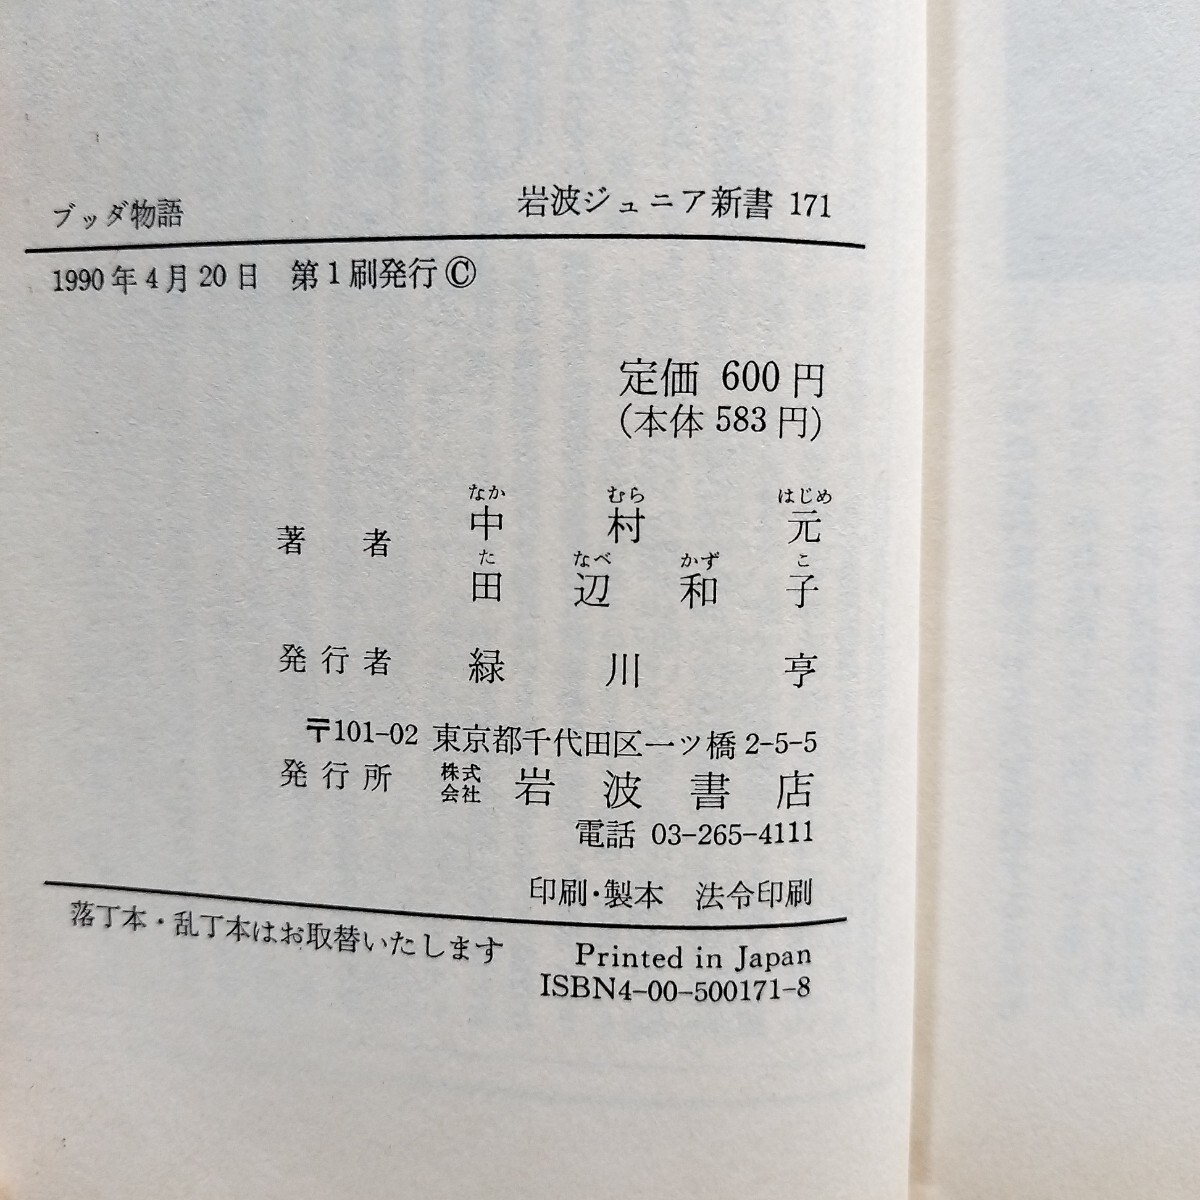 ブッダ物語　岩波ジュニア新書 171
1990年4月20日　第1刷発行 ©
定価 600円
(本体 583円)
なか　むら　はじめ
著者　中村元
た　なべ　かず　こ
田辺和子
発行者　緑川亨
〒101-02 東京都千代田区一ツ橋 2-5-5
発行所　株式会社　岩波書店
電話 03-265-4111
印刷・製本　法令印刷
落丁本・乱丁本はお取替いたします　Printed in Japan
ISBN4-00-500171-8